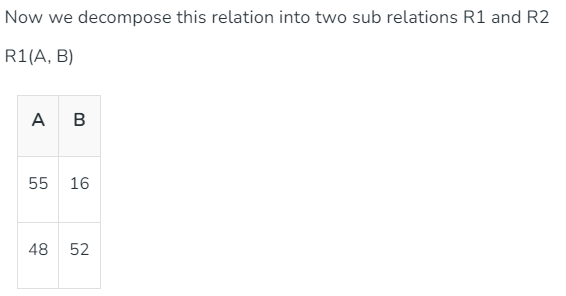 Now we decompose this relation into two sub relations R1 and R2
R1(A, B)
A B
55 16
48 52